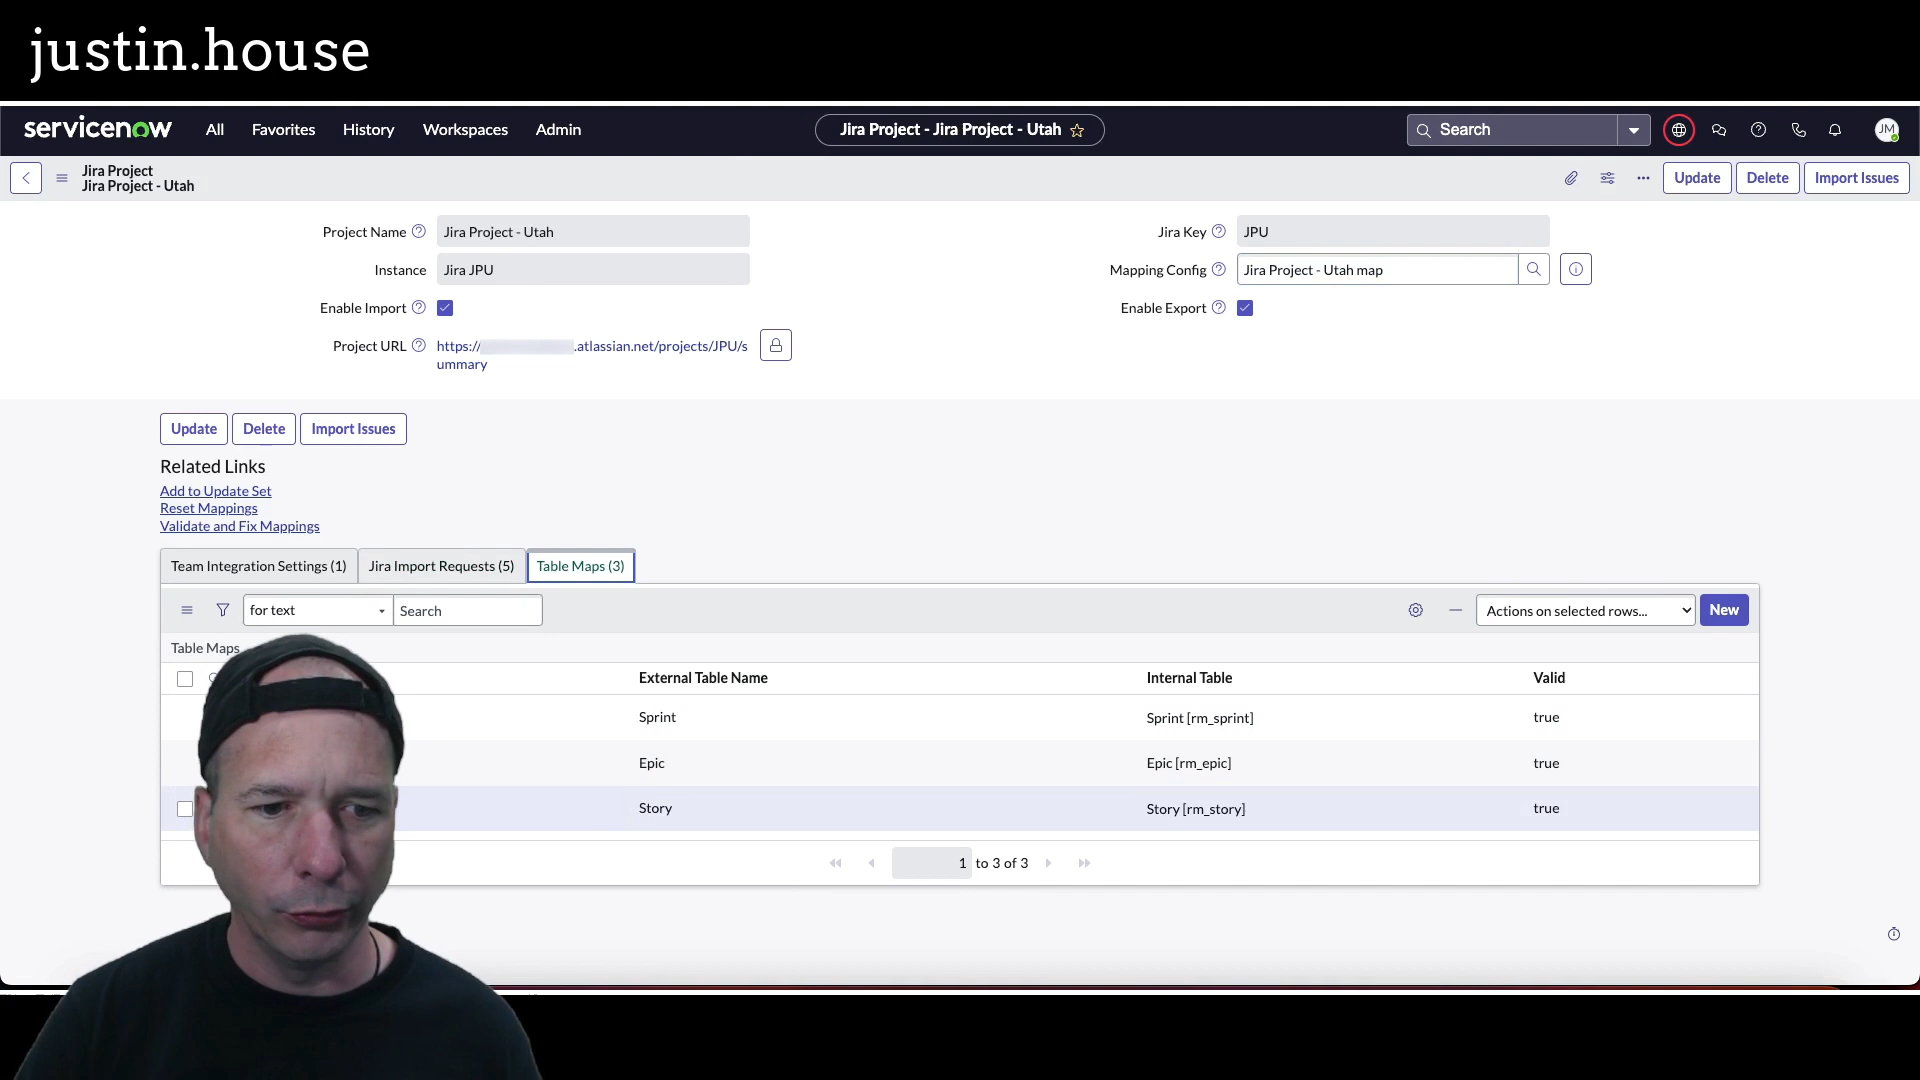 justin.house
servicenow
All
Favorites
History
Workspaces
Admin
Jira Project - Jira Project - Utah
Search
JM
Jira Project
Jira Project - Utah
Update
Delete
Import Issues
Project Name
Jira Project - Utah
Jira Key
JPU
Instance
Jira JPU
Mapping Config
Jira Project - Utah map
Enable Import
Enable Export
Project URL
https:// .atlassian.net/projects/JPU/s
ummary
Update
Delete
Import Issues
Related Links
Add to Update Set
Reset Mappings
Validate and Fix Mappings
Team Integration Settings (1)
Jira Import Requests (5)
Table Maps (3)
for text
Search
Actions on selected rows...
New
Table Maps
External Table Name
Internal Table
Valid
Sprint
Sprint [rm_sprint]
true
Epic
Epic [rm_epic]
true
Story
Story [rm_story]
true
1 to 3 of 3